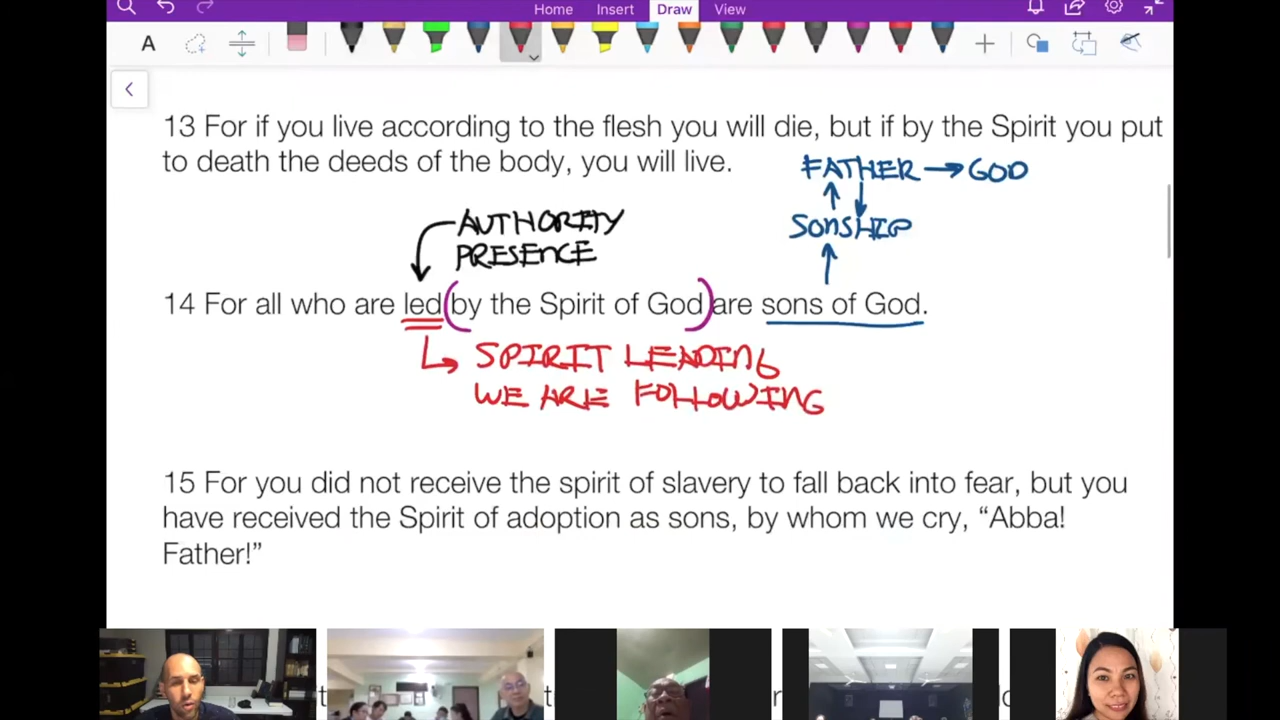 Home Insert Draw View
A
13 For if you live according to the flesh you will die, but if by the Spirit you put
to death the deeds of the body, you will live.
FATHER → GOD
SONSHIP
AUTHORITY
PRESENCE
14 For all who are led (by the Spirit of God) are sons of God.
SPIRIT LEADING
WE ARE FOLLOWING
15 For you did not receive the spirit of slavery to fall back into fear, but you
have received the Spirit of adoption as sons, by whom we cry, “Abba!
Father!”